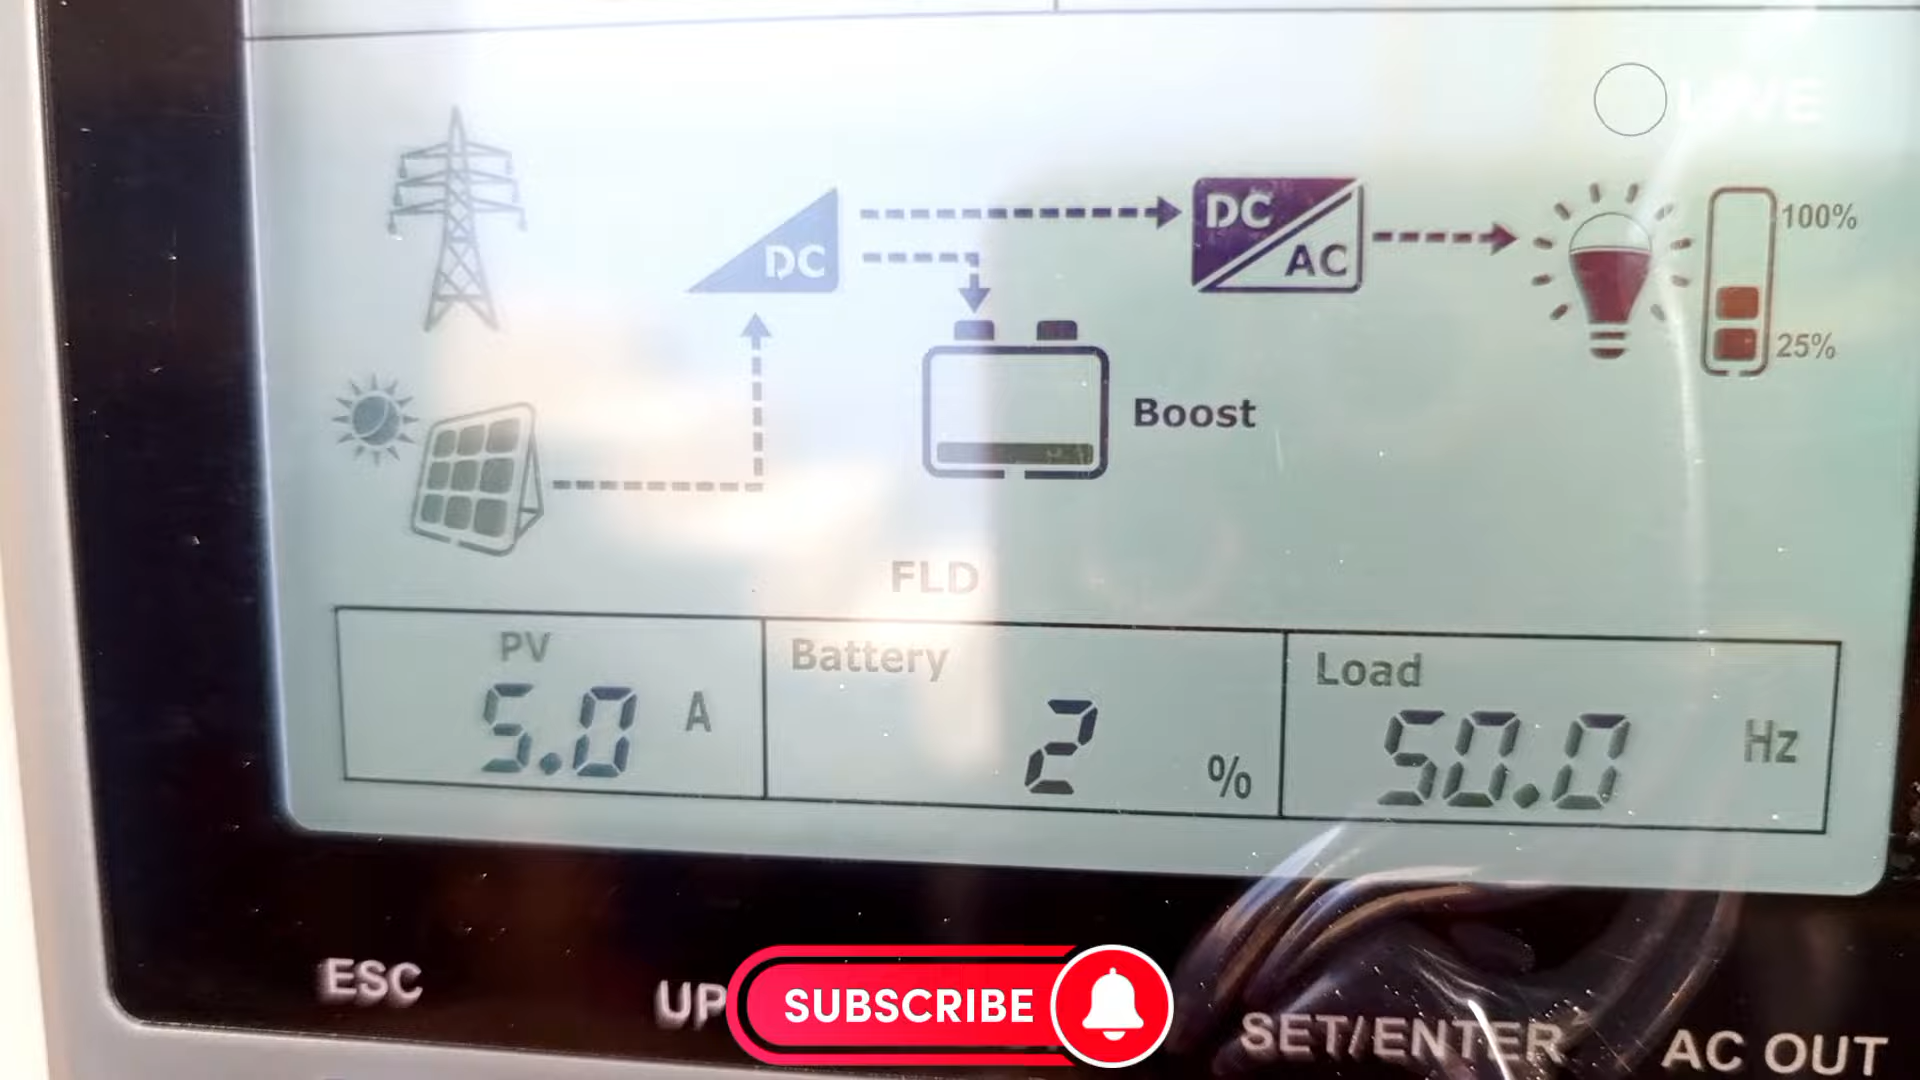 LIVE
DC
DC
AC
100%
25%
Boost
FLD
PV
5.0 A
Battery
2 %
Load
50.0 Hz
ESC
UP
SUBSCRIBE
SET/ENTER
AC OUT